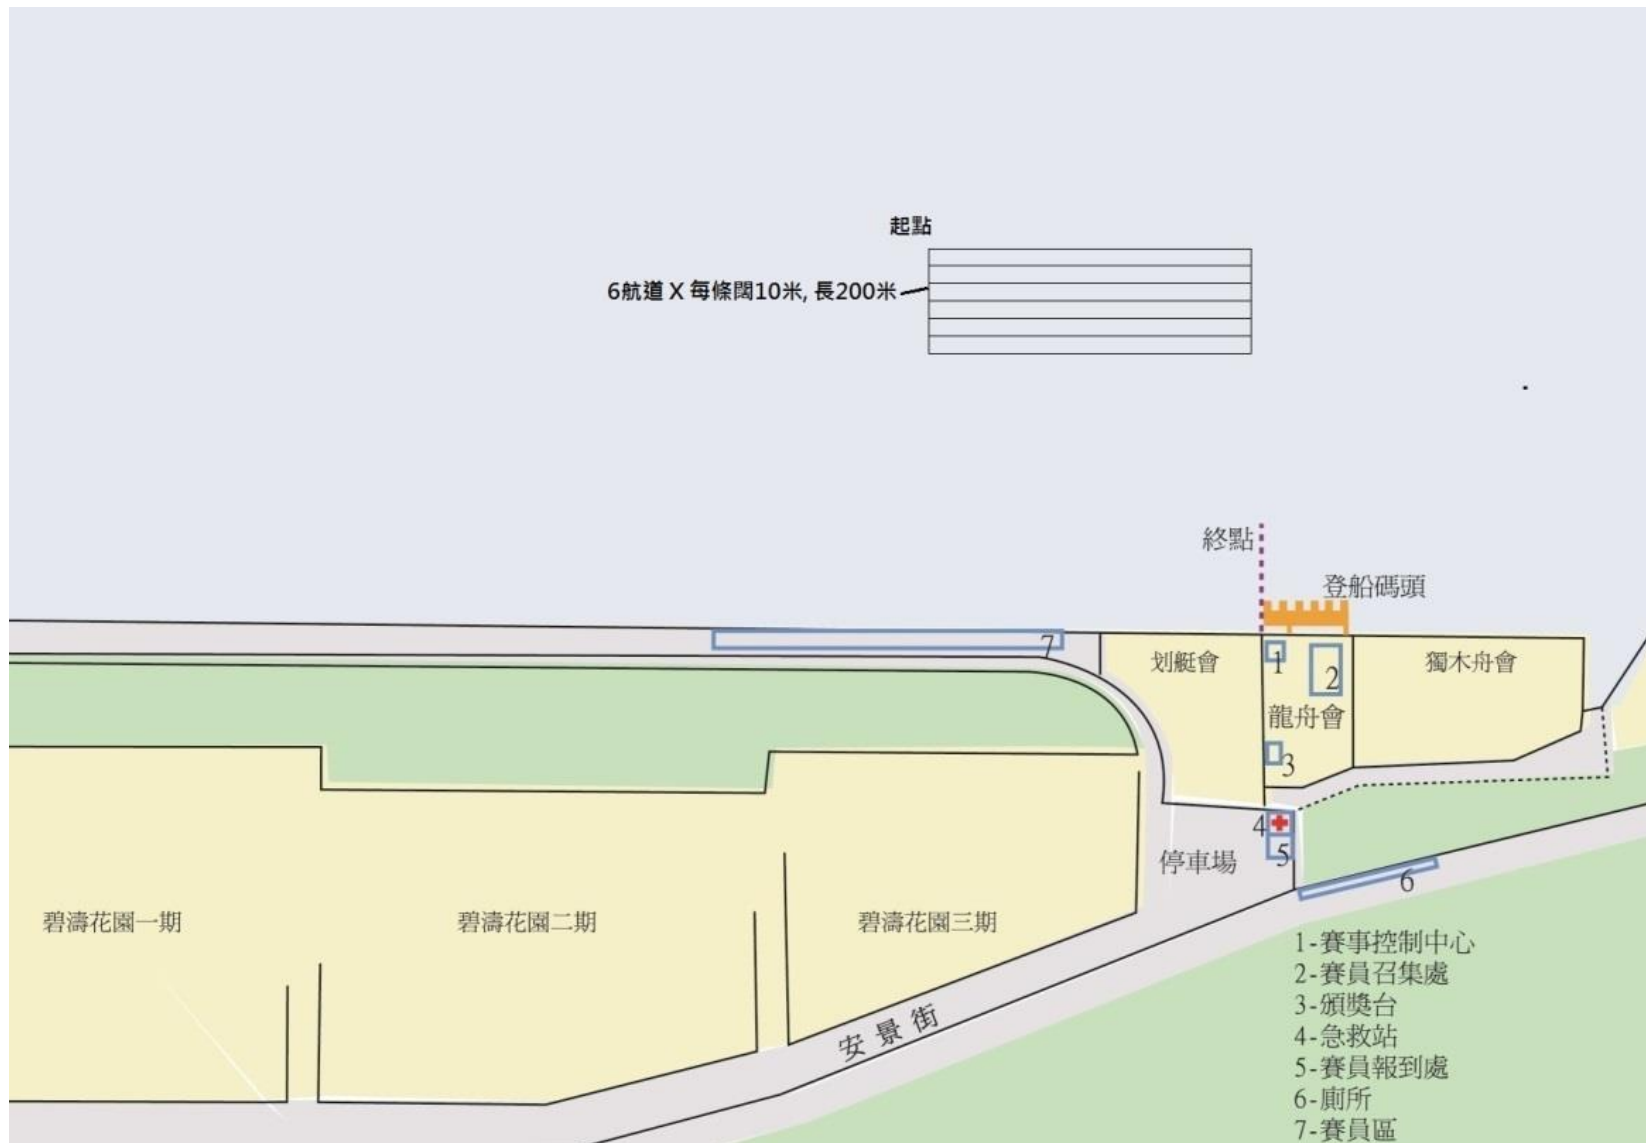 起點
6航道 X 每條闊10米, 長200米
終點
登船碼頭
7
划艇會
1
2
獨木舟會
龍舟會
3
4
5
停車場
6
碧濤花園一期
碧濤花園二期
碧濤花園三期
安景街
1-賽事控制中心
2-賽員召集處
3-頒獎台
4-急救站
5-賽員報到處
6-廁所
7-賽員區